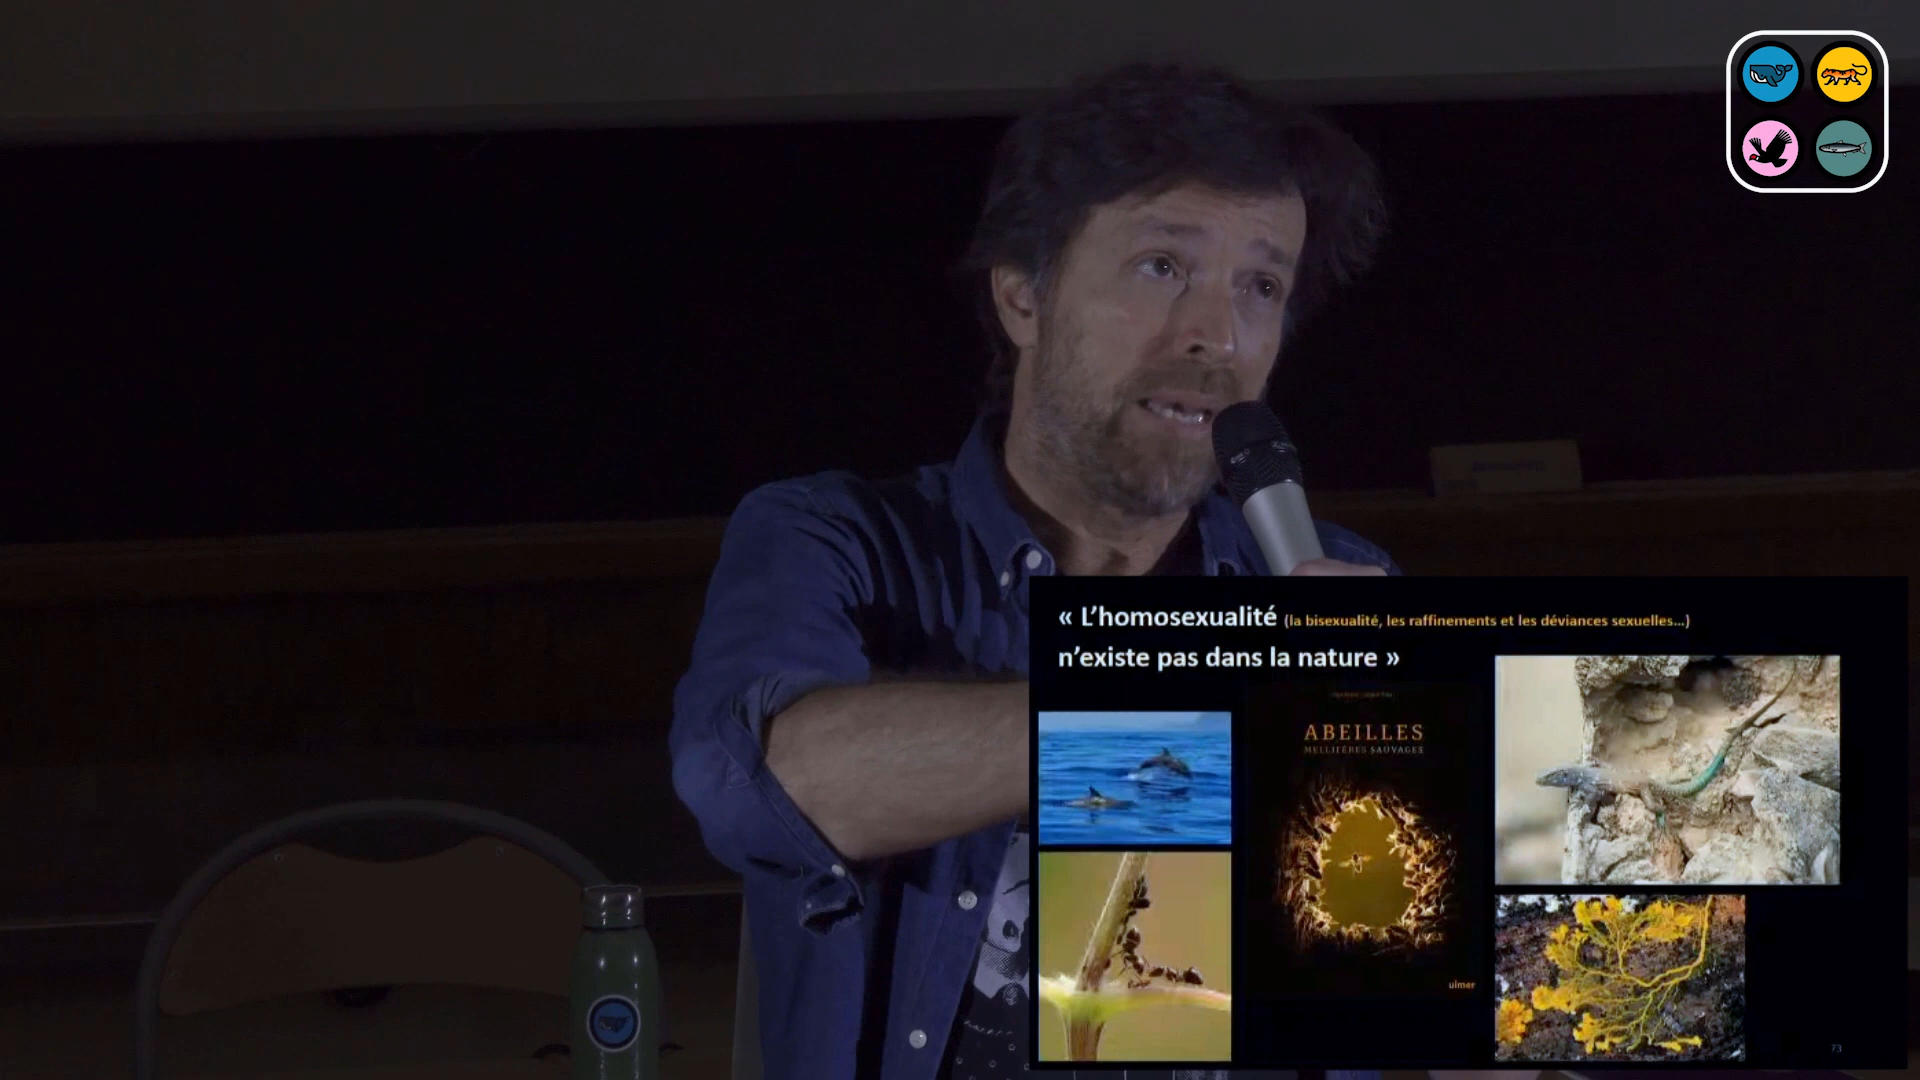 « L’homosexualité (la bisexualité, les raffinements et les déviances sexuelles...)
n’existe pas dans la nature »
ABEILLES
MELLIFÈRES SAUVAGES
ulmer
73